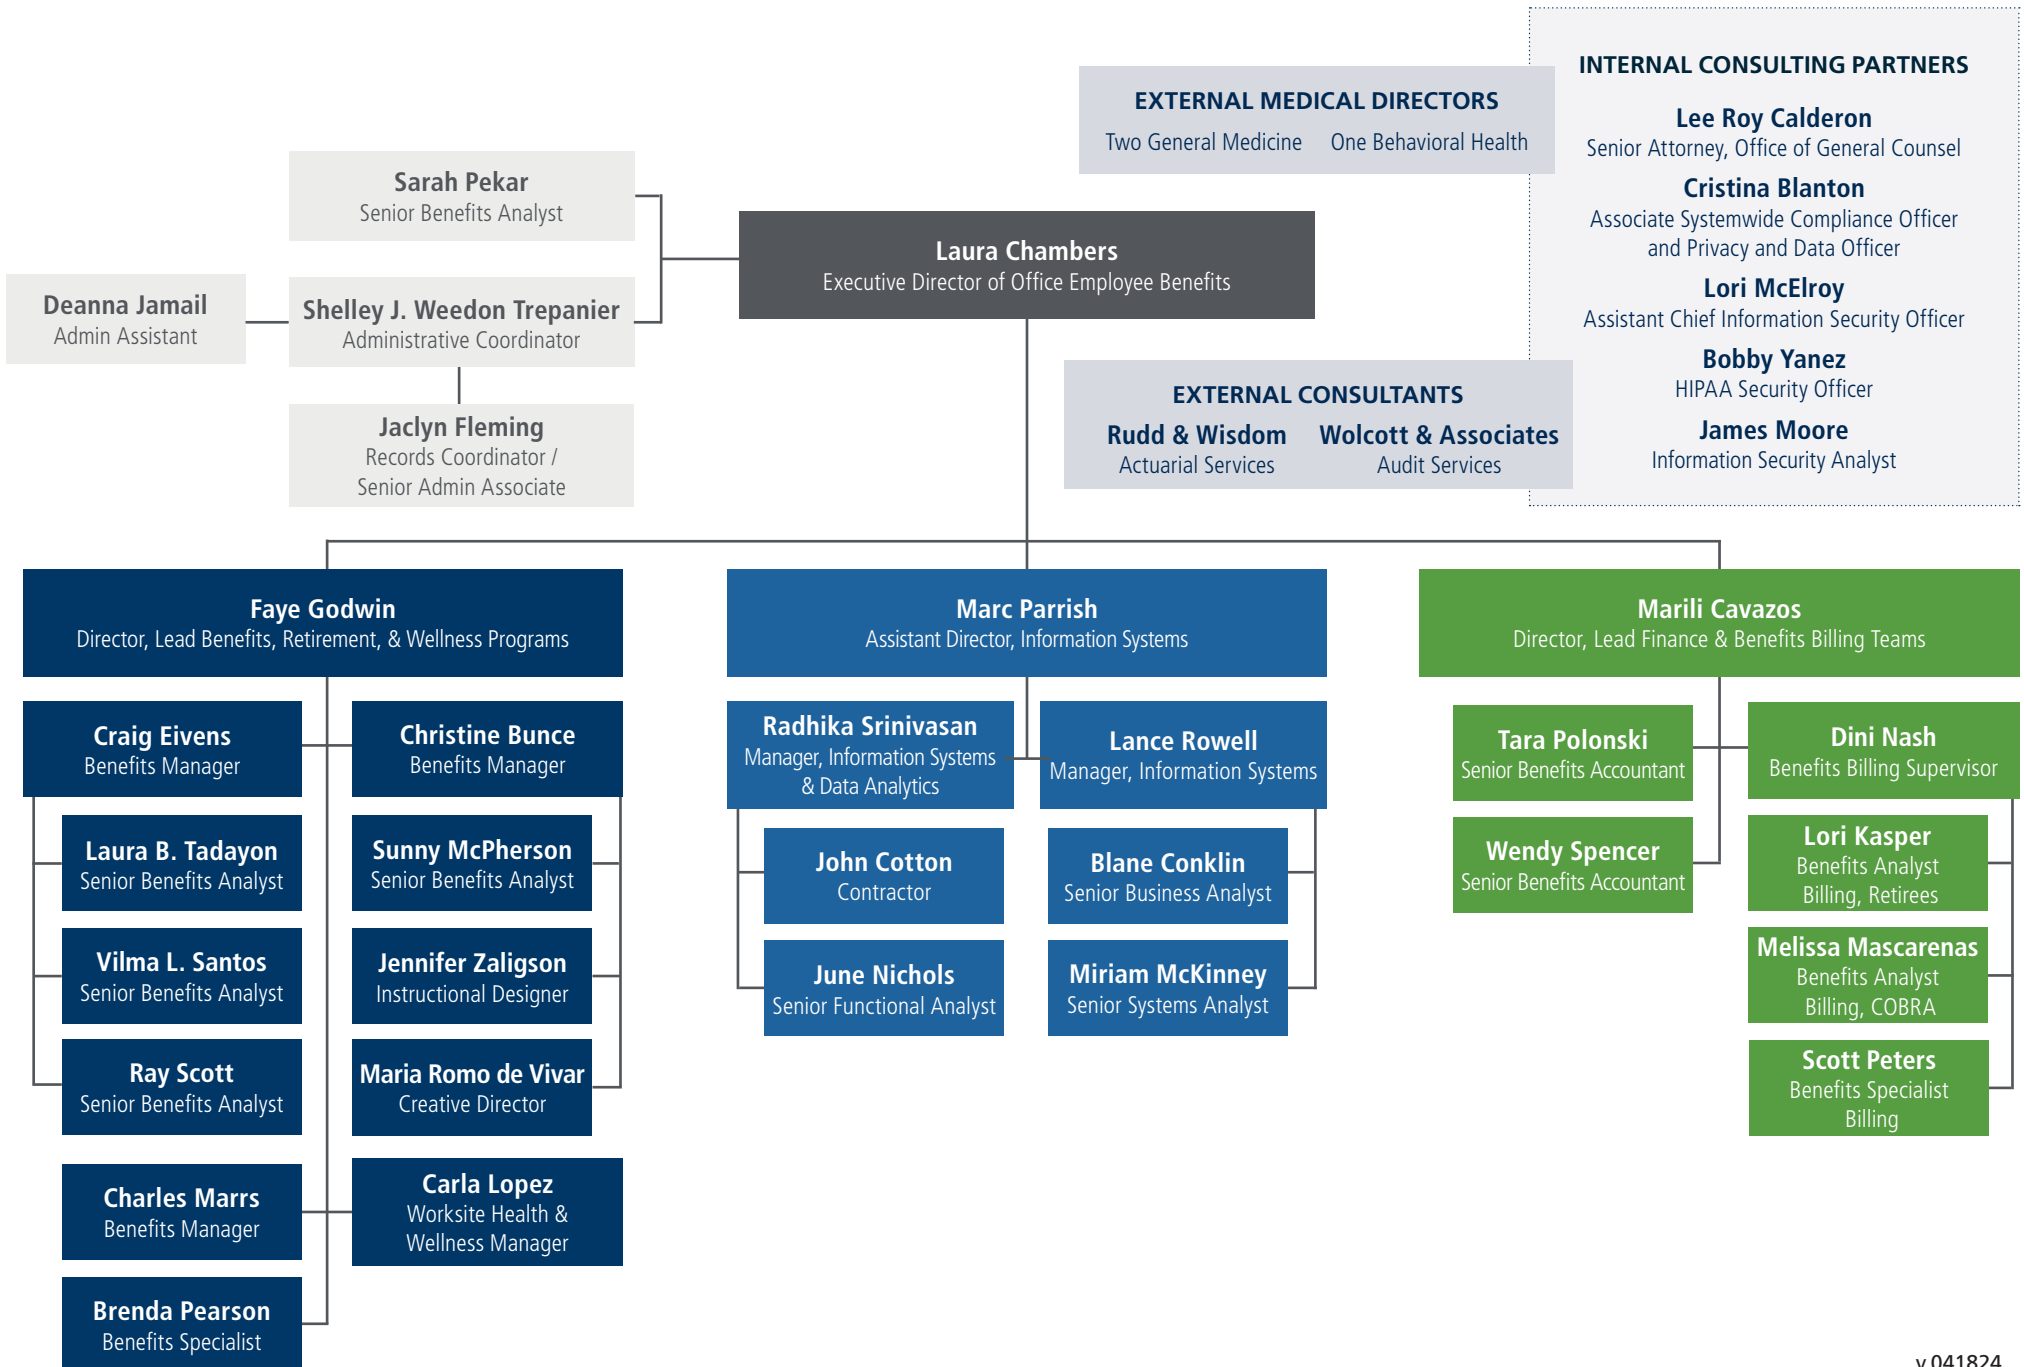 INTERNAL CONSULTING PARTNERS
Lee Roy Calderon
Senior Attorney, Office of General Counsel
Cristina Blanton
Associate Systemwide Compliance Officer
and Privacy and Data Officer
Lori McElroy
Assistant Chief Information Security Officer
Bobby Yanez
HIPAA Security Officer
James Moore
Information Security Analyst
EXTERNAL MEDICAL DIRECTORS
Two General Medicine One Behavioral Health
Sarah Pekar
Senior Benefits Analyst
Laura Chambers
Executive Director of Office Employee Benefits
Deanna Jamail
Admin Assistant
Shelley J. Weedon Trepanier
Administrative Coordinator
Jaclyn Fleming
Records Coordinator /
Senior Admin Associate
EXTERNAL CONSULTANTS
Rudd & Wisdom
Actuarial Services
Wolcott & Associates
Audit Services
Faye Godwin
Director, Lead Benefits, Retirement, & Wellness Programs
Craig Eivens
Benefits Manager
Laura B. Tadayon
Senior Benefits Analyst
Vilma L. Santos
Senior Benefits Analyst
Ray Scott
Senior Benefits Analyst
Christine Bunce
Benefits Manager
Sunny McPherson
Senior Benefits Analyst
Jennifer Zaligson
Instructional Designer
Maria Romo de Vivar
Creative Director
Charles Marrs
Benefits Manager
Carla Lopez
Worksite Health &
Wellness Manager
Brenda Pearson
Benefits Specialist
Marc Parrish
Assistant Director, Information Systems
Radhika Srinivasan
Manager, Information Systems
& Data Analytics
John Cotton
Contractor
June Nichols
Senior Functional Analyst
Lance Rowell
Manager, Information Systems
Blane Conklin
Senior Business Analyst
Miriam McKinney
Senior Systems Analyst
Marili Cavazos
Director, Lead Finance & Benefits Billing Teams
Tara Polonski
Senior Benefits Accountant
Wendy Spencer
Senior Benefits Accountant
Dini Nash
Benefits Billing Supervisor
Lori Kasper
Benefits Analyst
Billing, Retirees
Melissa Mascarenas
Benefits Analyst
Billing, COBRA
Scott Peters
Benefits Specialist
Billing
v.041824